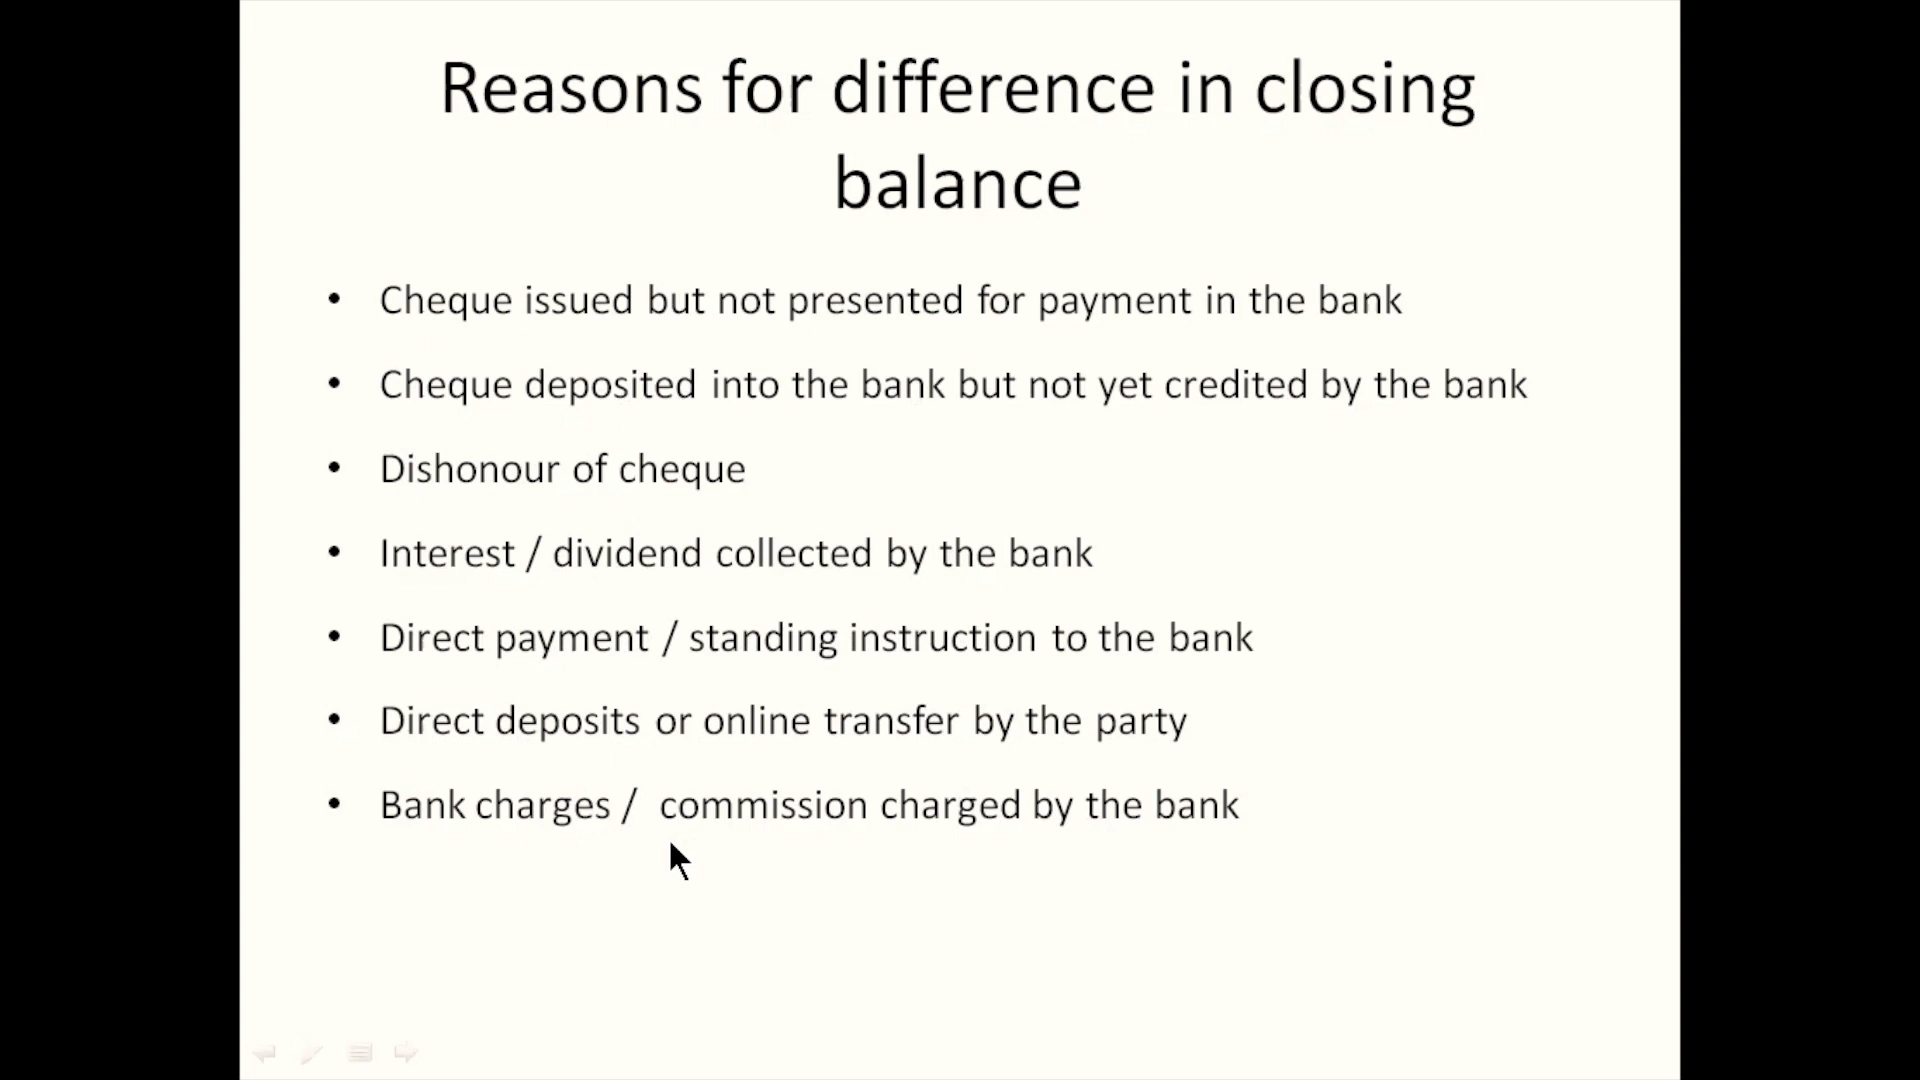 Reasons for difference in closing
balance
• Cheque issued but not presented for payment in the bank
• Cheque deposited into the bank but not yet credited by the bank
• Dishonour of cheque
• Interest / dividend collected by the bank
• Direct payment / standing instruction to the bank
• Direct deposits or online transfer by the party
• Bank charges /  commission charged by the bank